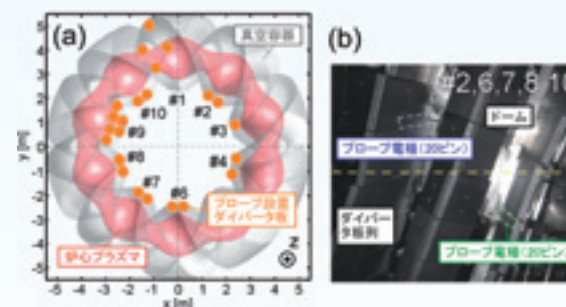 (a)
真空容器
y [m]
5
4
3
2
1
0
-1
-2
-3
-4
-5
#1
#2
#3
#4
#6
#7
#8
#9
#10
プローブ設置
ダイバータ板
炉心プラズマ
Z
-5 -4 -3 -2 -1 0 1 2 3 4 5
x [m]
(b)
#2,6,7,8,10
ドーム
プローブ電極(20ピン)
ダイバー
タ板列
プローブ電極(20ピン)